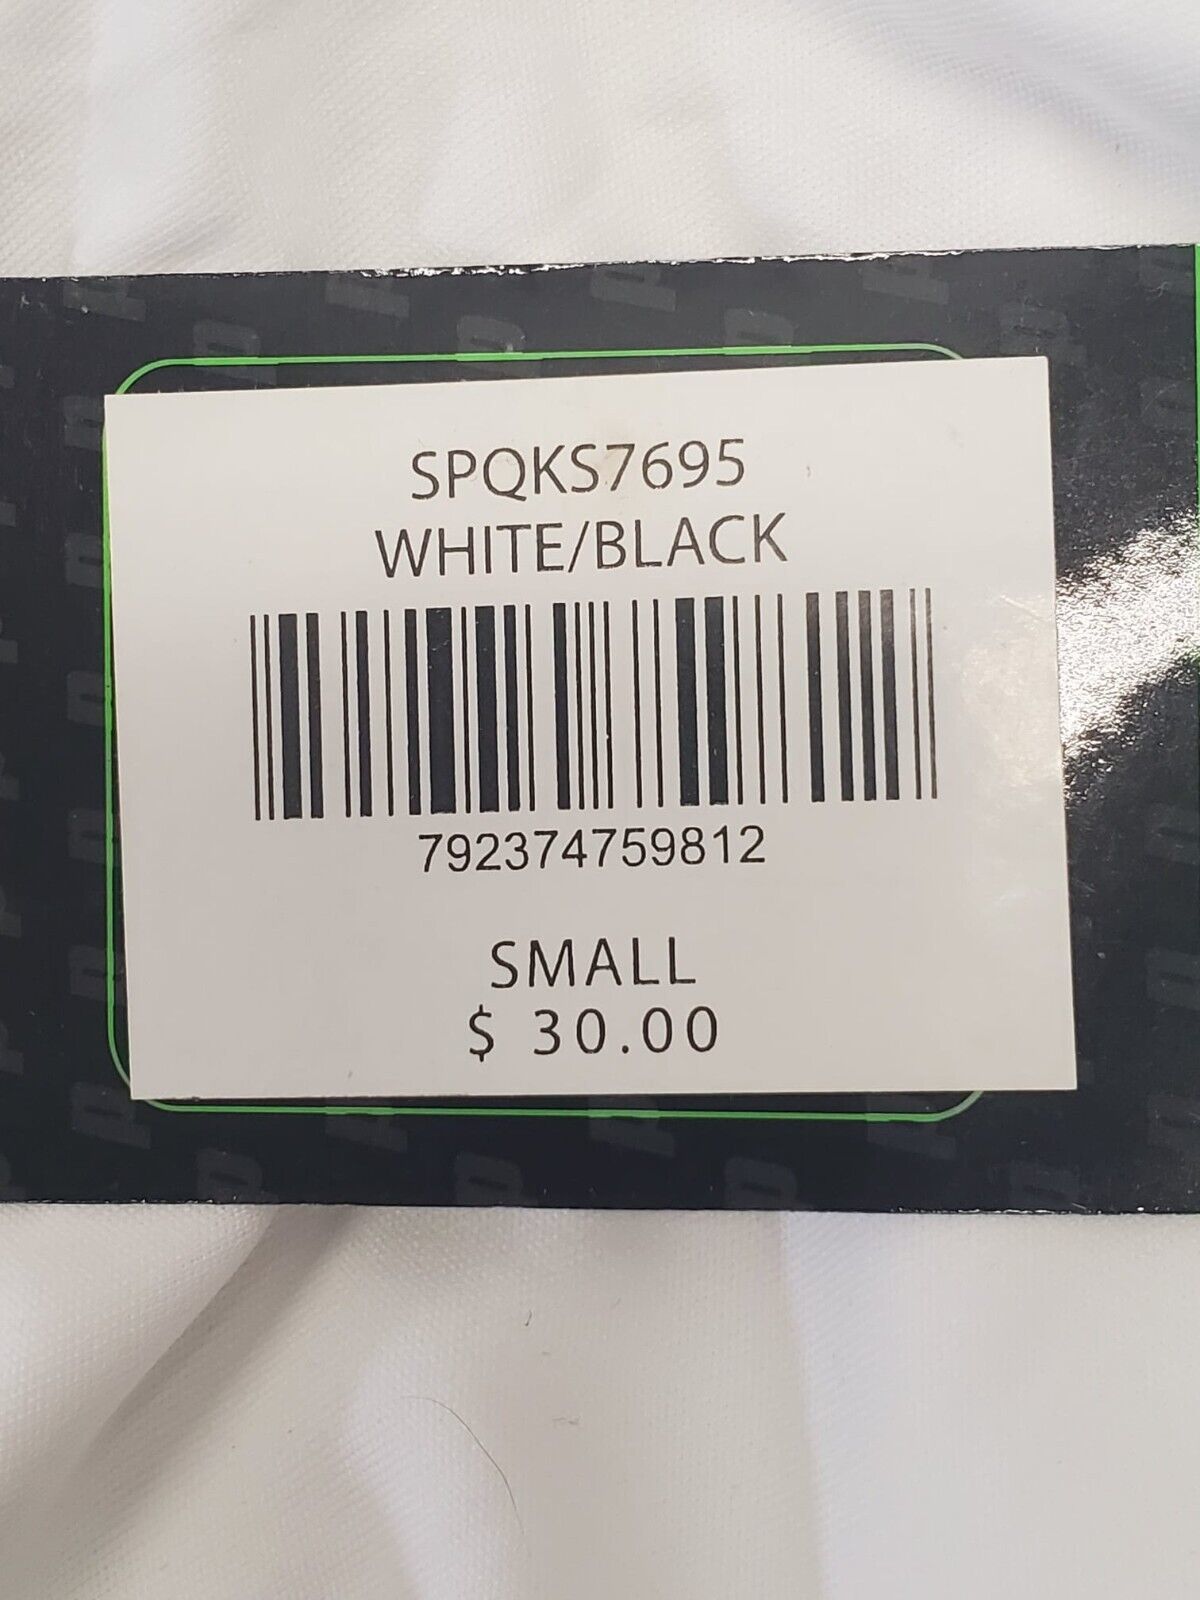 SPQKS7695
WHITE/BLACK
792374759812
SMALL
$ 30.00